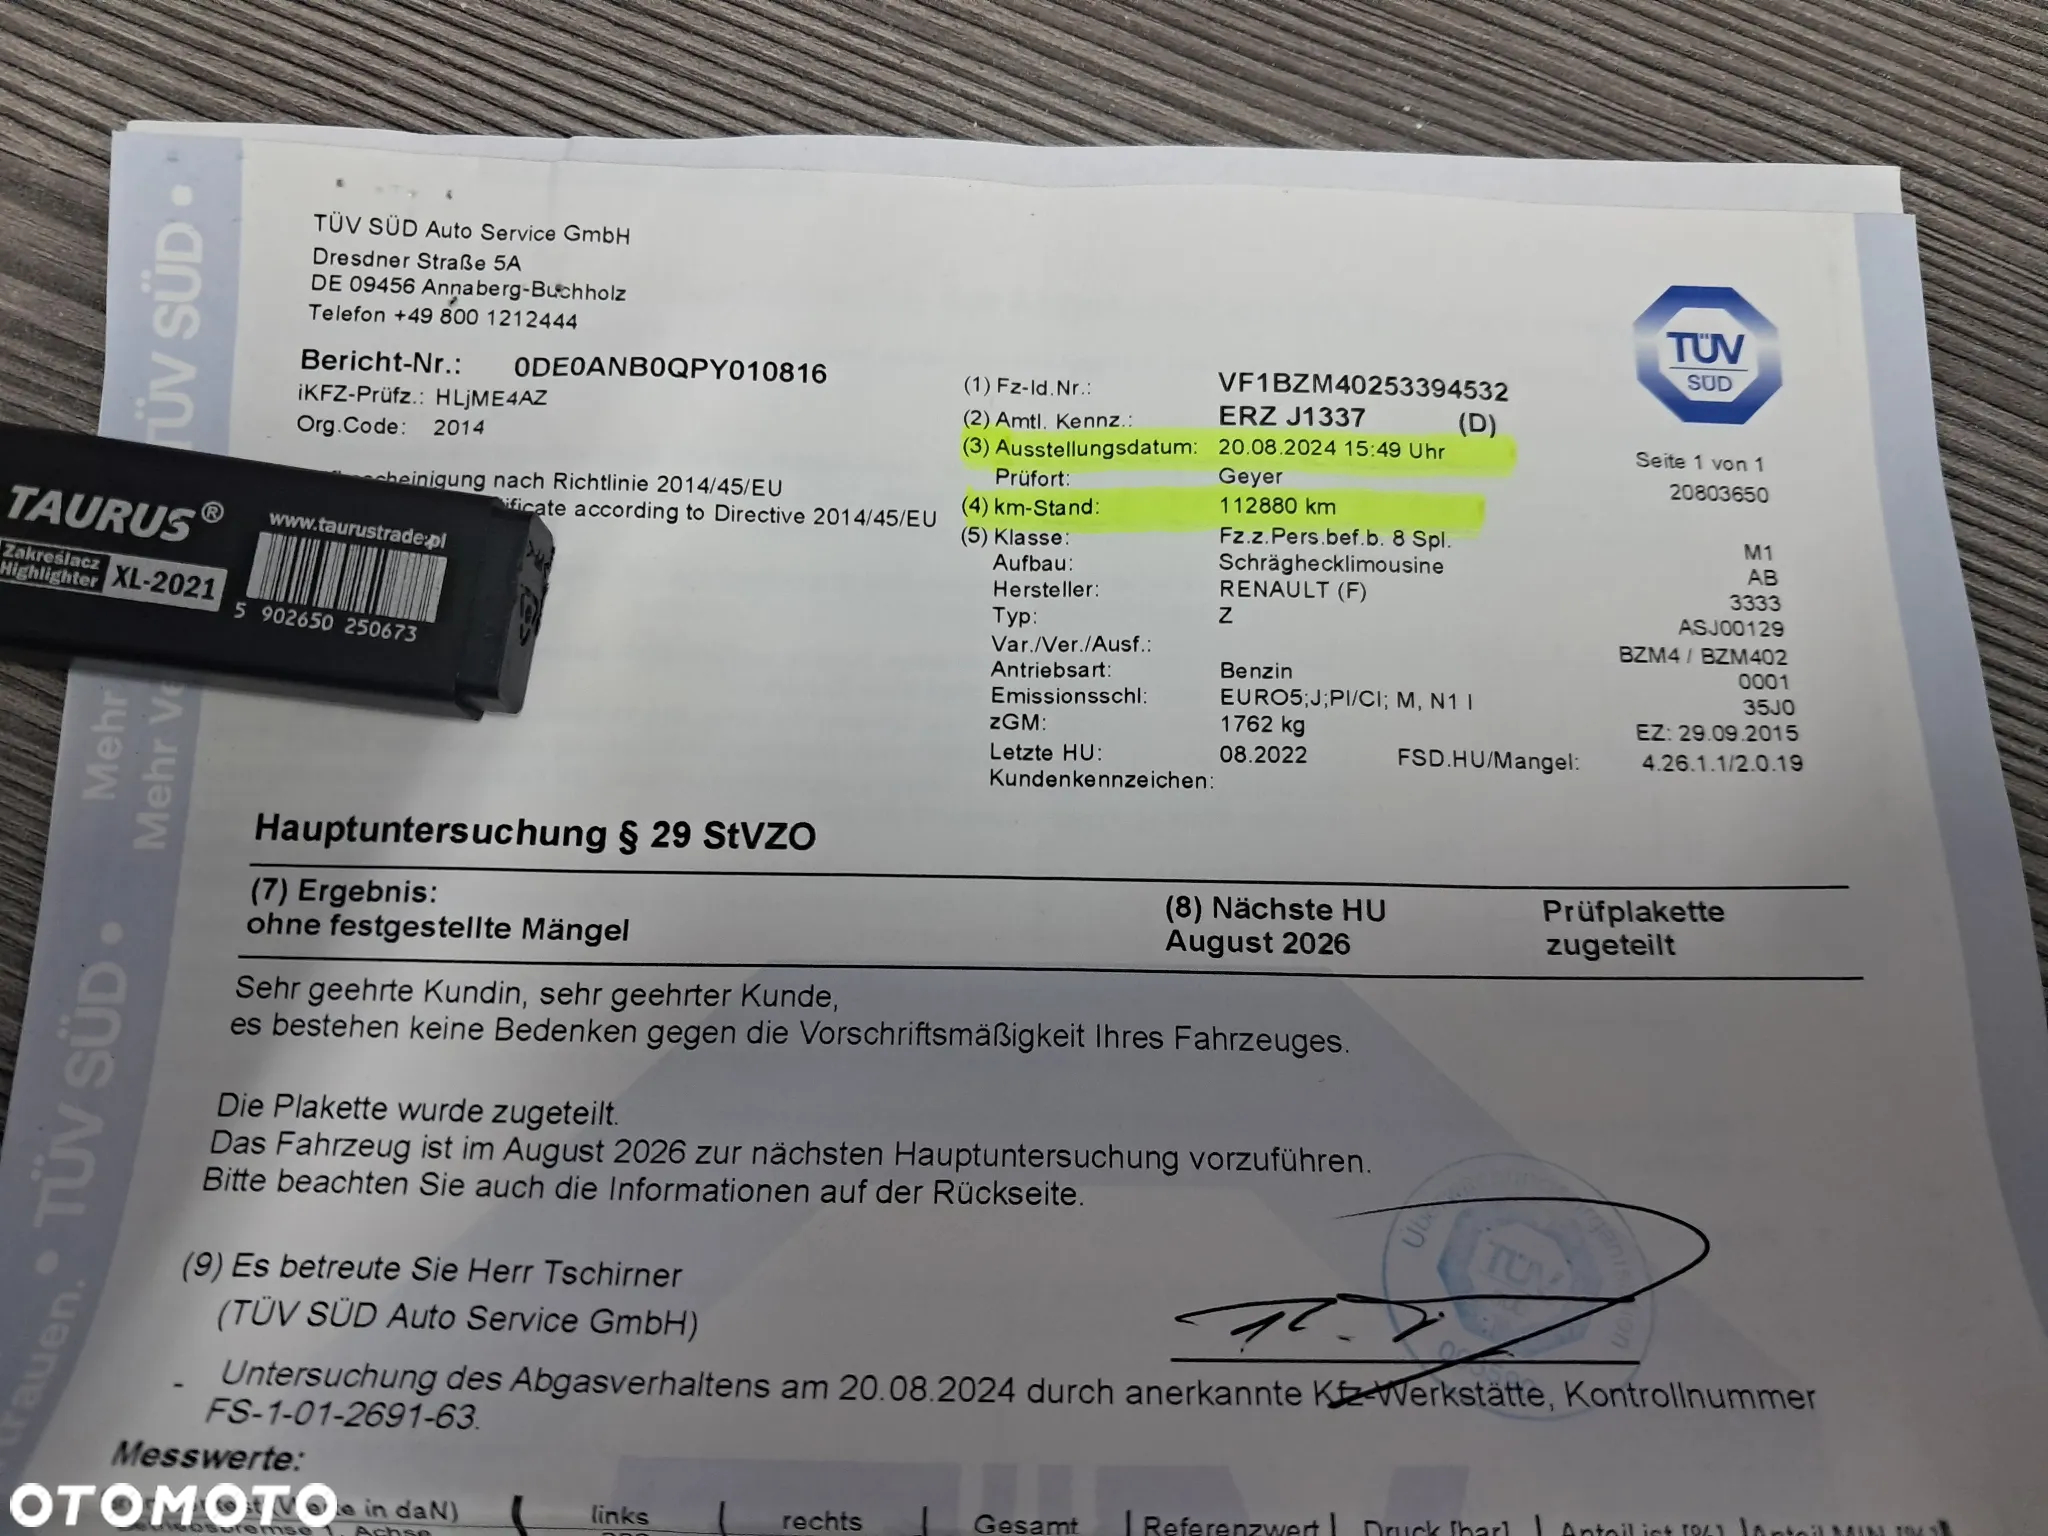 TÜV SÜD Auto Service GmbH
Dresdner Straße 5A
DE 09456 Annaberg-Buchholz
Telefon +49 800 1212444
Bericht-Nr.: 0DE0ANB0QPY010816
iKFZ-Prüfz.: HLjME4AZ
Org.Code: 2014
nach Richtlinie 2014/45/EU
according to Directive 2014/45/EU
(1) Fz-Id.Nr.: VF1BZM40253394532
(2) Amtl. Kennz.: ERZ J1337 (D)
(3) Ausstellungsdatum: 20.08.2024 15:49 Uhr
Prüfort: Geyer
(4) km-Stand: 112880 km
(5) Klasse: Fz.z.Pers.bef.b. 8 Spl. M1
Aufbau: Schräghecklimousine AB
Hersteller: RENAULT (F) 3333
Typ: Z ASJ00129
Var./Ver./Ausf.: BZM4 / BZM402
Antriebsart: Benzin 0001
Emissionsschl: EURO5;J;PI/CI; M, N1 I 35J0
zGM: 1762 kg EZ: 29.09.2015
Letzte HU: 08.2022 FSD.HU/Mangel: 4.26.1.1/2.0.19
Kundenkennzeichen:
TÜV
SÜD
Seite 1 von 1
20803650
TAURUS®
www.taurustrade.pl
Zakreślacz
Highlighter
XL-2021
5 902650 250673
Hauptuntersuchung § 29 StVZO
(7) Ergebnis:
ohne festgestellte Mängel
(8) Nächste HU
August 2026
Prüfplakette
zugeteilt
Sehr geehrte Kundin, sehr geehrter Kunde,
es bestehen keine Bedenken gegen die Vorschriftsmäßigkeit Ihres Fahrzeuges.
Die Plakette wurde zugeteilt.
Das Fahrzeug ist im August 2026 zur nächsten Hauptuntersuchung vorzuführen.
Bitte beachten Sie auch die Informationen auf der Rückseite.
(9) Es betreute Sie Herr Tschirner
(TÜV SÜD Auto Service GmbH)
- Untersuchung des Abgasverhaltens am 20.08.2024 durch anerkannte Kfz-Werkstätte, Kontrollnummer
FS-1-01-2691-63.
Messwerte:
in daN) links rechts Gesamt Referenzwert Druck [bar]
TÜV SÜD
TÜV SÜD
Mehr
OTOMOTO